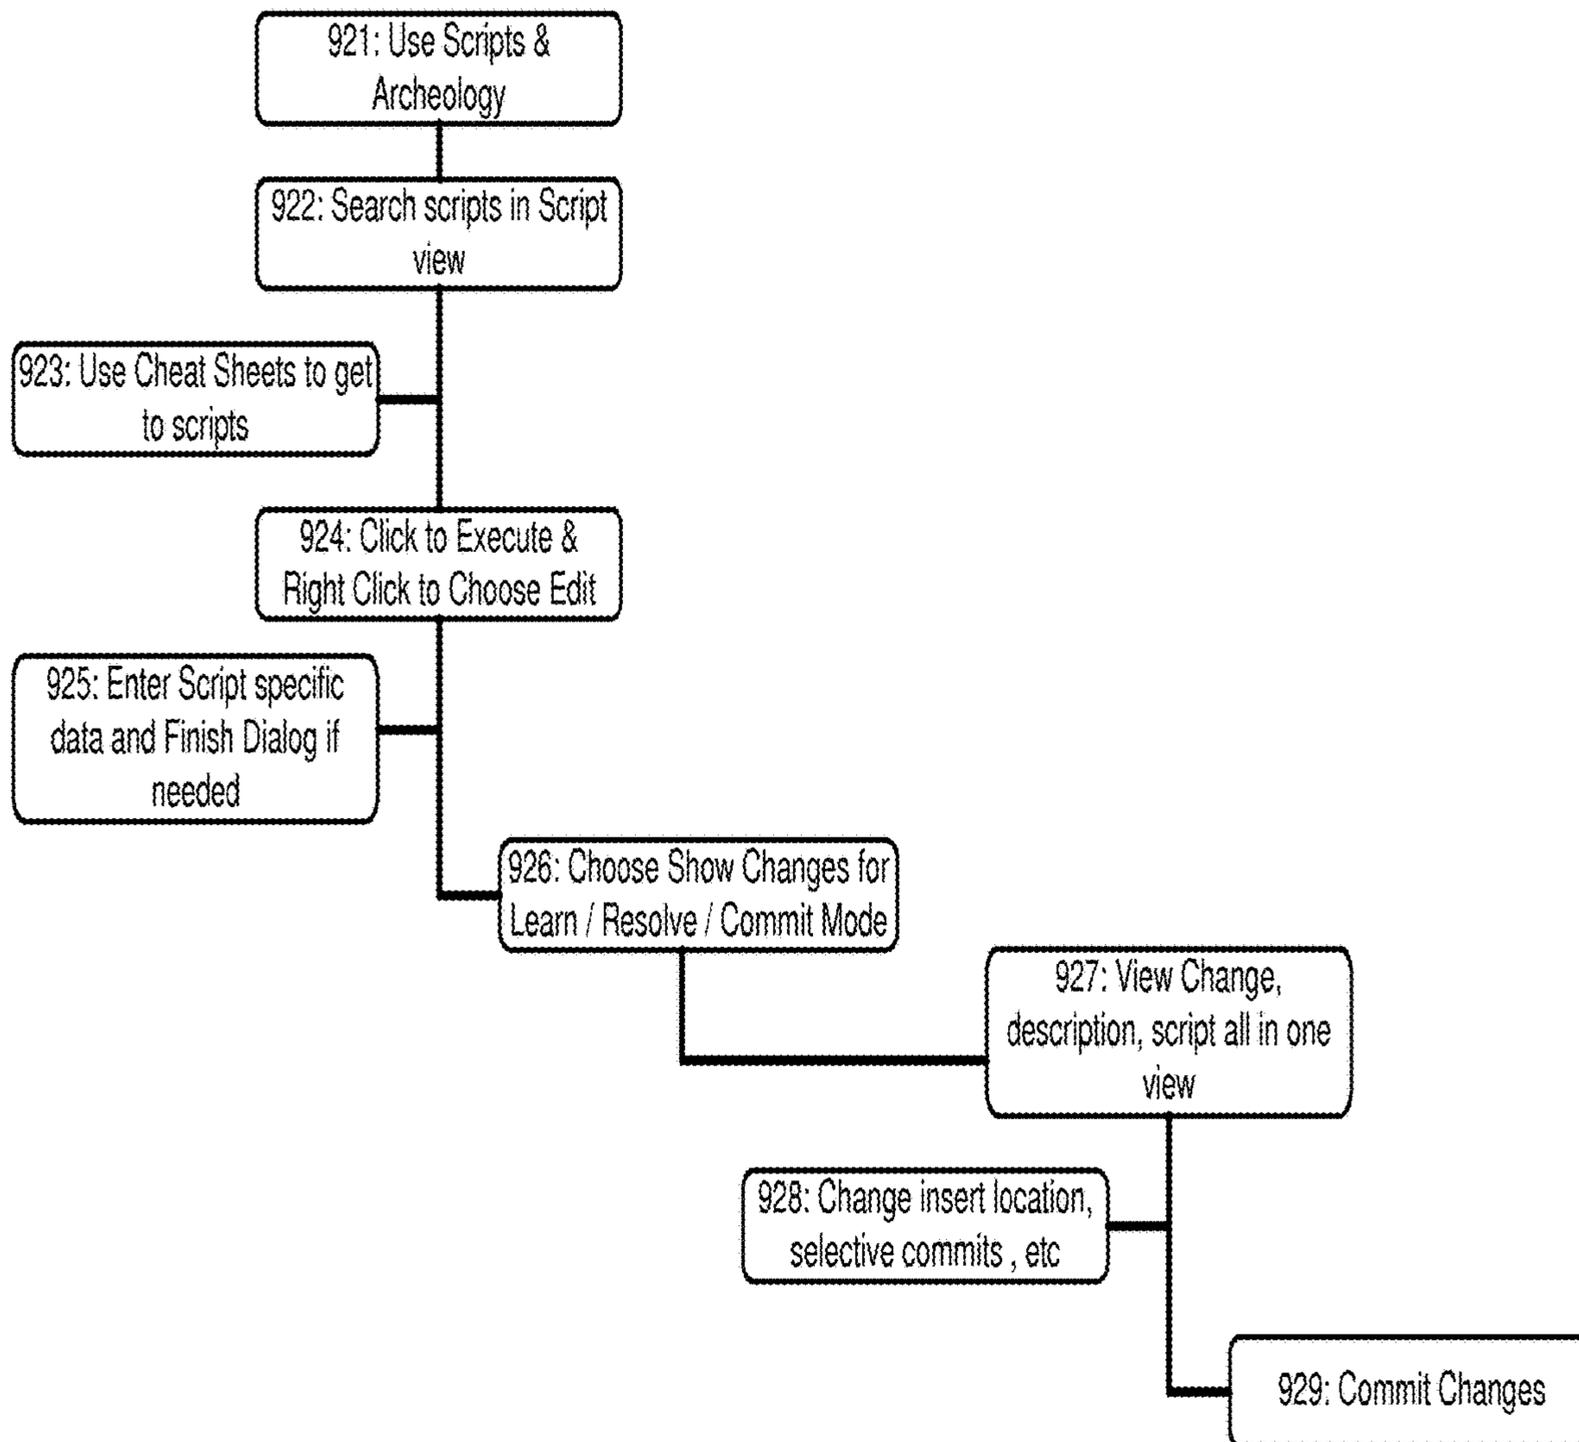 921: Use Scripts &
Archeology
922: Search scripts in Script
view
923: Use Cheat Sheets to get
to scripts
924: Click to Execute &
Right Click to Choose Edit
925: Enter Script specific
data and Finish Dialog if
needed
926: Choose Show Changes for
Learn / Resolve / Commit Mode
927: View Change,
description, script all in one
view
928: Change insert location,
selective commits , etc
929: Commit Changes